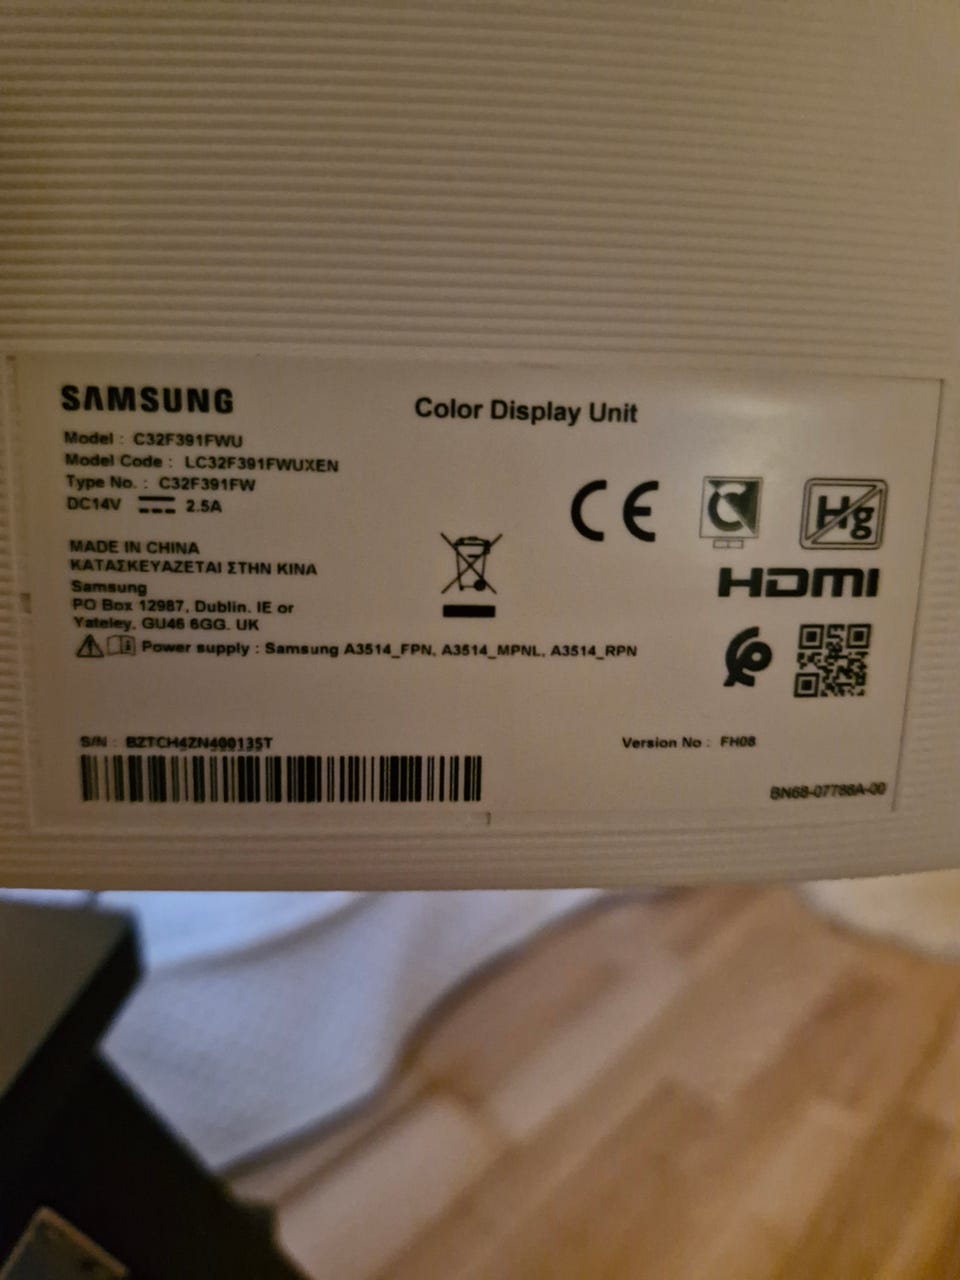 SAMSUNG
Color Display Unit
Model : C32F391FWU
Model Code : LC32F391FWUXEN
Type No. : C32F391FW
DC14V 2.5A
CE
C
Hg
HDMI
MADE IN CHINA
ΚΑΤΑΣΚΕΥΑΖΕΤΑΙ ΣΤΗΝ ΚΙΝΑ
Samsung
PO Box 12987, Dublin. IE or
Yateley, GU46 6GG. UK
Power supply : Samsung A3514_FPN, A3514_MPNL, A3514_RPN
S/N : BZTCH4ZN400135T
Version No : FH08
BN68-07788A-00